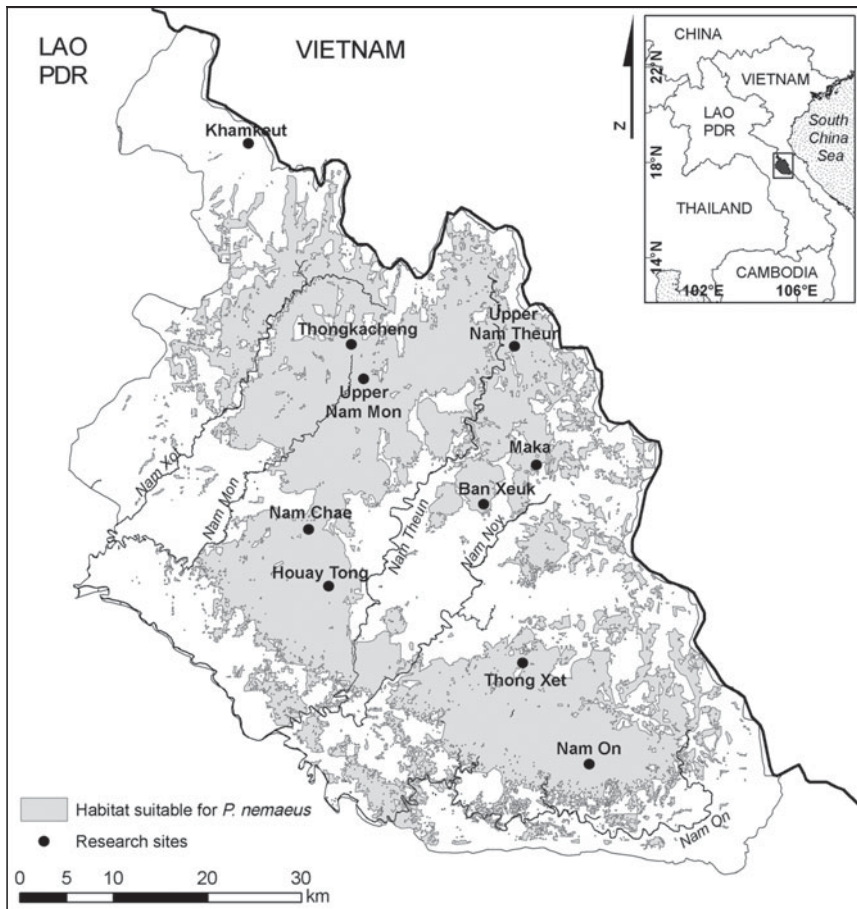 LAO
PDR
VIETNAM
Khamkeut
Thongkacheng
Upper
Nam Theun
Upper
Nam Mon
Maka
Ban Xeuk
Nam Xot
Nam Mon
Nam Theun
Nam Noy
Nam Chae
Houay Tong
Thong Xet
Nam On
Nam On
Habitat suitable for P. nemaeus
Research sites
0 5 10 20 30
km
N
CHINA
VIETNAM
LAO
PDR
South
China
Sea
THAILAND
CAMBODIA
22°N
18°N
14°N
102°E 106°E